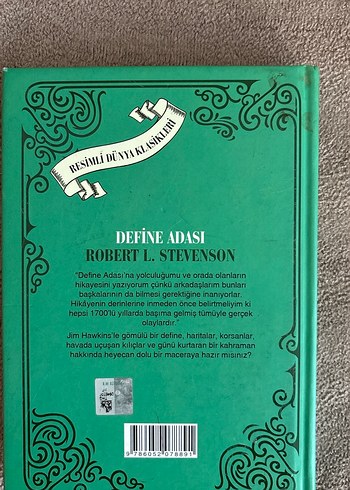 RESİMLİ DÜNYA KLASİKLERİ
DEFİNE ADASI
ROBERT L. STEVENSON
"Define Adası'na yolculuğumu ve orada olanların
hikayesini yazıyorum çünkü arkadaşlarım bunları
başkalarının da bilmesi gerektiğine inanıyorlar.
Hikâyenin derinlerine inmeden önce belirtmeliyim ki
hepsi 1700'lü yıllarda başıma gelmiş tümüyle gerçek
olaylardır."
Jim Hawkins'le gömülü bir define, haritalar, korsanlar,
havada uçuşan kılıçlar ve günü kurtaran bir kahraman
hakkında heyecan dolu bir maceraya hazır mısınız?
9 786052 078891